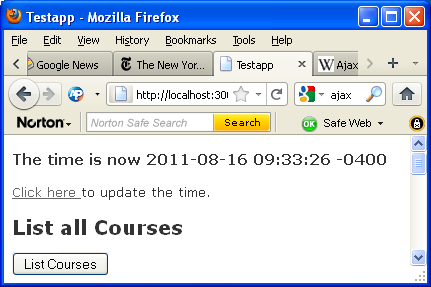 Testapp - Mozilla Firefox
File Edit View History Bookmarks Tools Help
Google News The New Yor... Testapp Ajax
http://localhost:300 ajax
Norton Norton Safe Search Search OK Safe Web
The time is now 2011-08-16 09:33:26 -0400
Click here to update the time.
List all Courses
List Courses